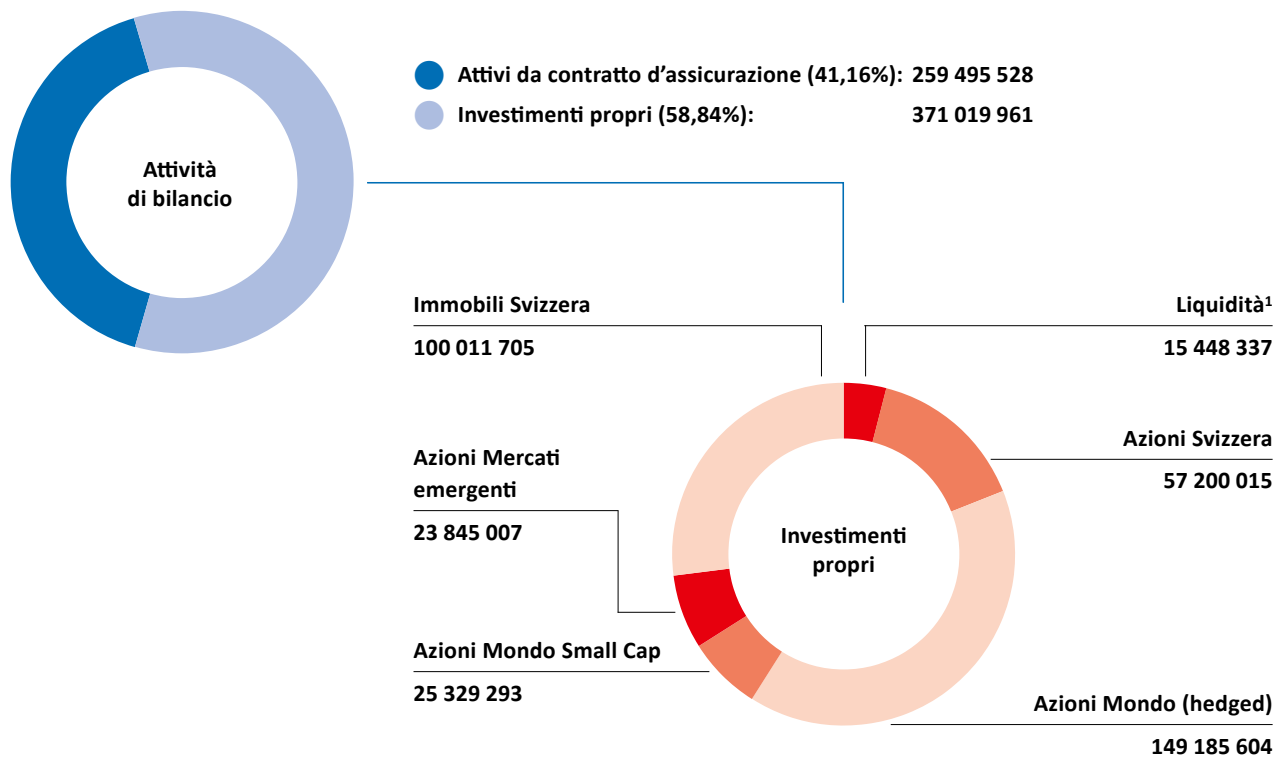 Attivi da contratto d'assicurazione (41,16%): 259 495 528
Investimenti propri (58,84%): 371 019 961
Attività
di bilancio
Immobili Svizzera
100 011 705
Liquidità¹
15 448 337
Azioni Svizzera
57 200 015
Azioni Mercati
emergenti
23 845 007
Investimenti
propri
Azioni Mondo Small Cap
25 329 293
Azioni Mondo (hedged)
149 185 604